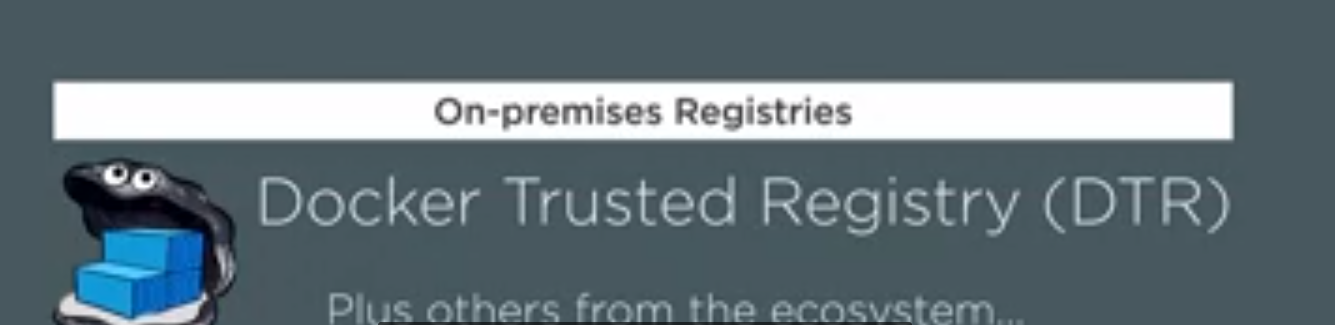 On-premises Registries
Docker Trusted Registry (DTR)
Plus others from the ecosystem...